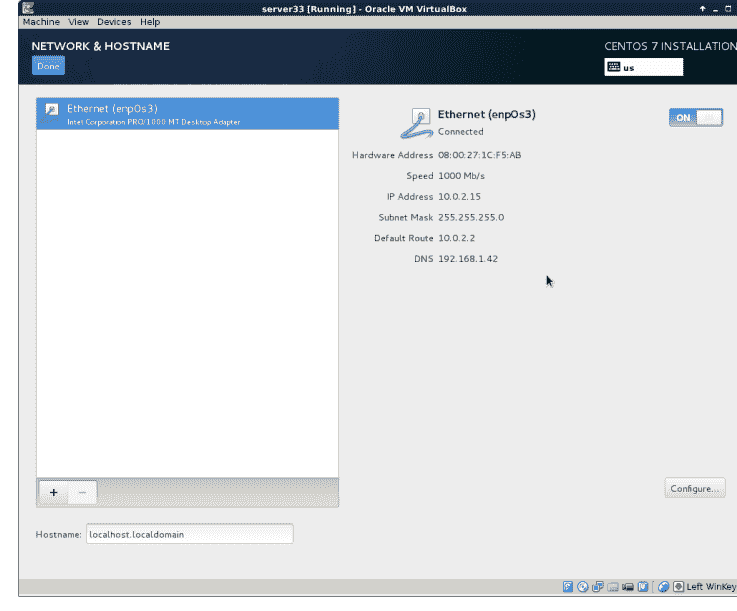 server33 [Running] - Oracle VM VirtualBox
Machine View Devices Help
NETWORK & HOSTNAME
CENTOS 7 INSTALLATION
Done
us
Ethernet (enp0s3)
Intel Corporation PRO/1000 MT Desktop Adapter
Ethernet (enp0s3)
Connected
ON
Hardware Address 08:00:27:1C:F5:AB
Speed 1000 Mb/s
IP Address 10.0.2.15
Subnet Mask 255.255.255.0
Default Route 10.0.2.2
DNS 192.168.1.42
+ −
Configure...
Hostname: localhost.localdomain
Left WinKey